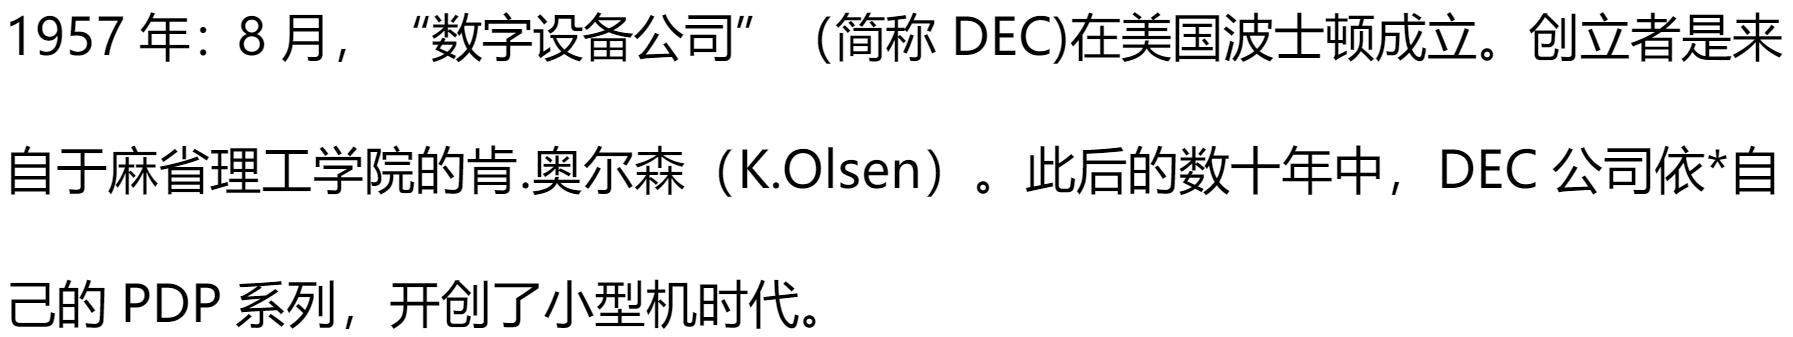 1957 年：8 月，“数字设备公司”（简称 DEC)在美国波士顿成立。创立者是来
自于麻省理工学院的肯.奥尔森（K.Olsen）。此后的数十年中，DEC 公司依*自
己的 PDP 系列，开创了小型机时代。